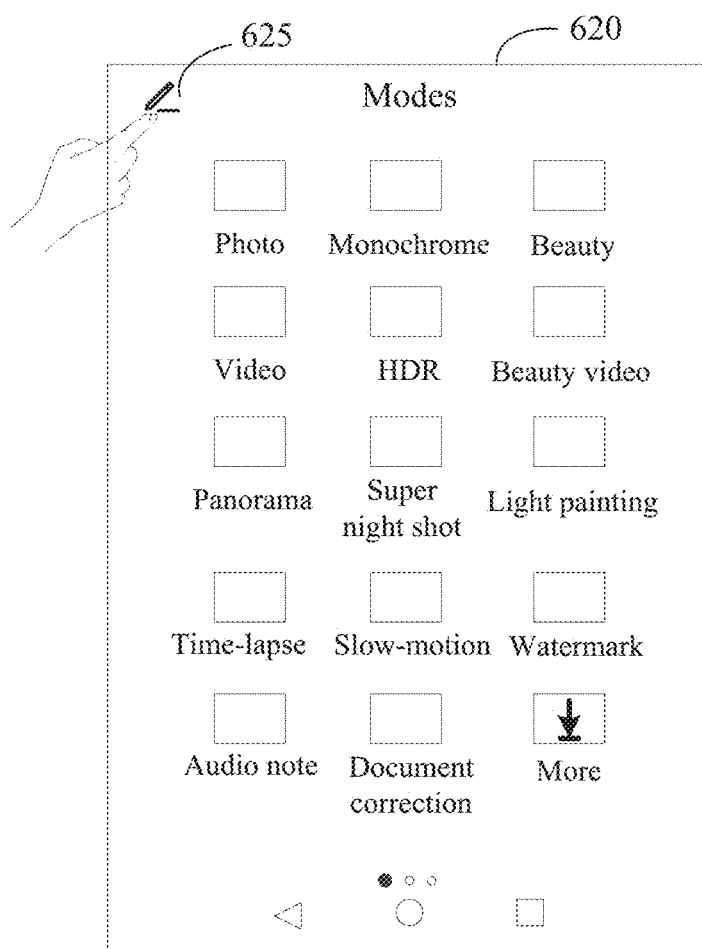 625
620
Modes
Photo Monochrome Beauty
Video HDR Beauty video
Panorama Super night shot Light painting
Time-lapse Slow-motion Watermark
Audio note Document correction More